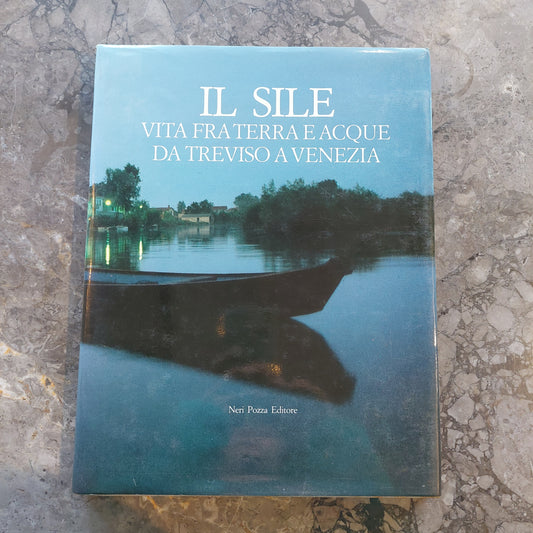 IL SILE
VITA FRA TERRA E ACQUE
DA TREVISO A VENEZIA
Neri Pozza Editore